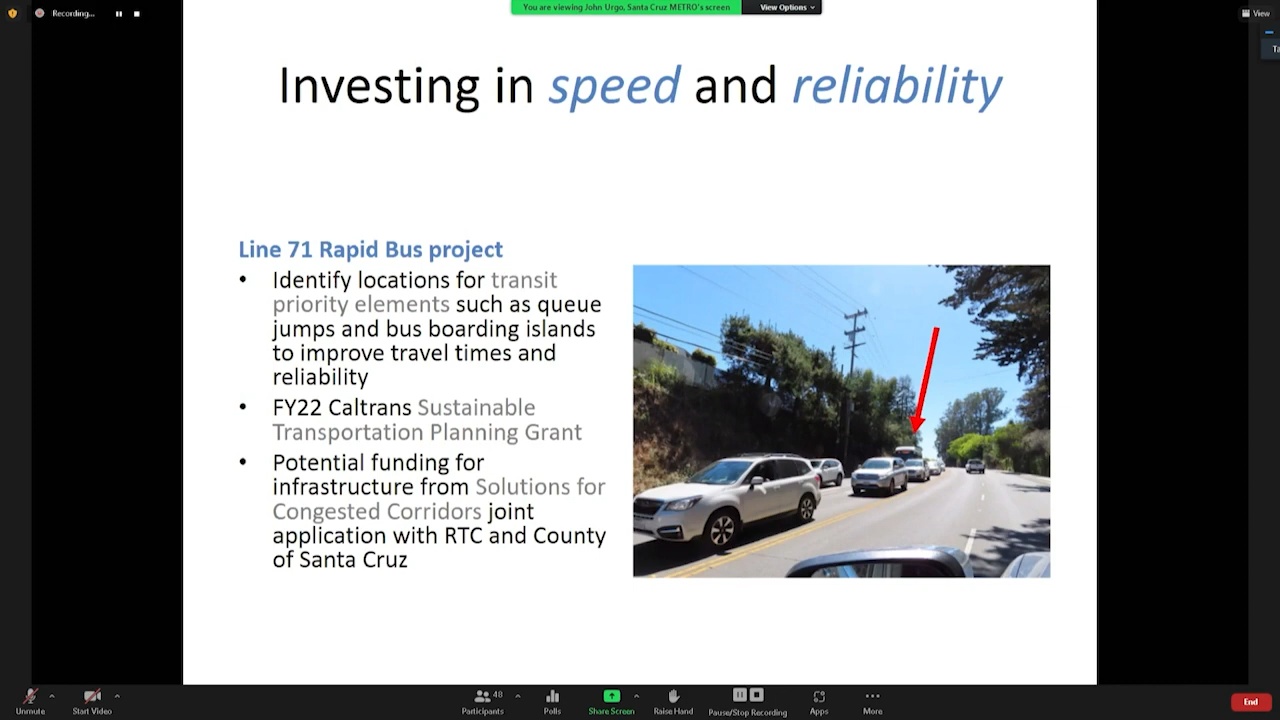 Recording...
You are viewing John Urgo, Santa Cruz METRO's screen
View Options
View
Investing in speed and reliability
Line 71 Rapid Bus project
• Identify locations for transit
priority elements such as queue
jumps and bus boarding islands
to improve travel times and
reliability
• FY22 Caltrans Sustainable
Transportation Planning Grant
• Potential funding for
infrastructure from Solutions for
Congested Corridors joint
application with RTC and County
of Santa Cruz
48
Unmute
Start Video
Participants
Polls
Share Screen
Raise Hand
Pause/Stop Recording
Apps
More
End